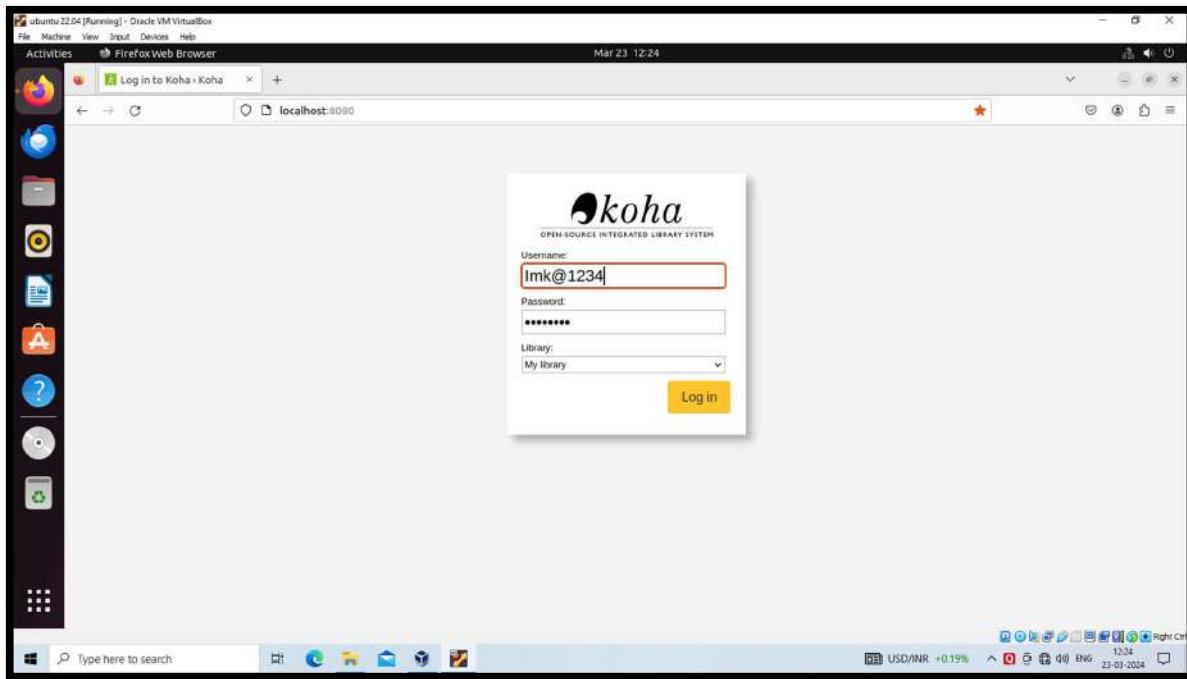 ubuntu 22.04 [Running] - Oracle VM VirtualBox
File Machine View Input Devices Help
Activities Firefox Web Browser Mar 23 12:24
Log in to Koha › Koha
localhost:8080
koha
OPEN-SOURCE INTEGRATED LIBRARY SYSTEM
Username:
Imk@1234
Password:
••••••••
Library:
My library
Log in
Right Ctrl
Type here to search
USD/INR +0.19%
ENG
12:24
23-03-2024